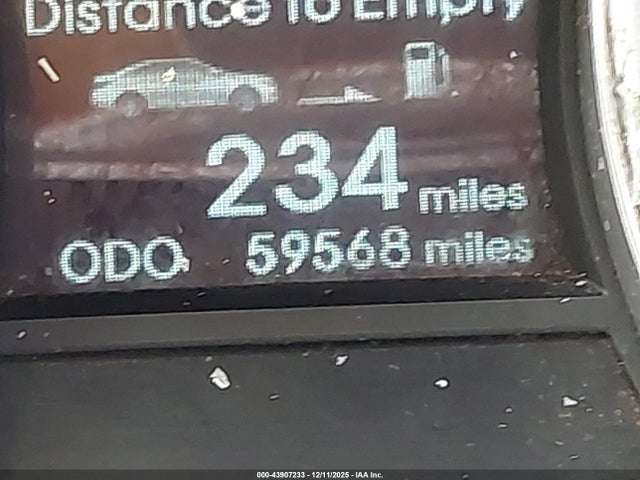 Distance To Empty
234 miles
ODO 59568 miles
000-43907233 - 12/11/2025 - IAA Inc.